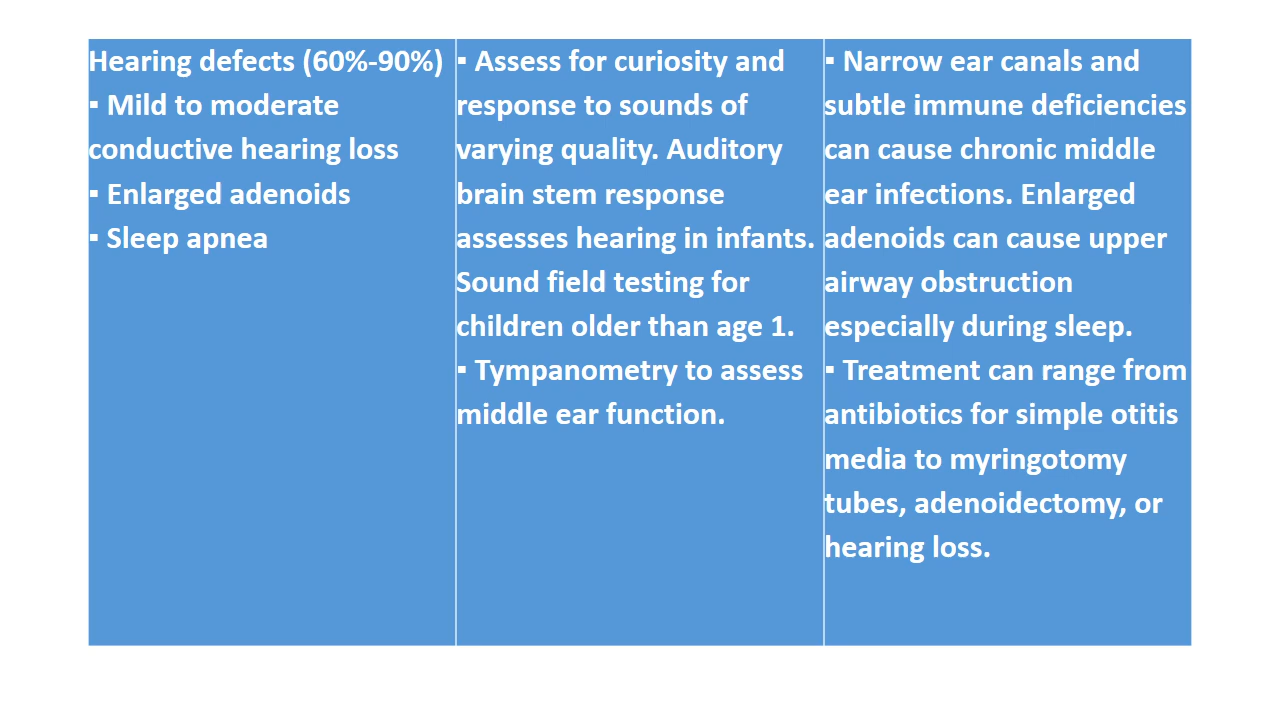 Hearing defects (60%-90%)
▪ Mild to moderate
conductive hearing loss
▪ Enlarged adenoids
▪ Sleep apnea
▪ Assess for curiosity and
response to sounds of
varying quality. Auditory
brain stem response
assesses hearing in infants.
Sound field testing for
children older than age 1.
▪ Tympanometry to assess
middle ear function.
▪ Narrow ear canals and
subtle immune deficiencies
can cause chronic middle
ear infections. Enlarged
adenoids can cause upper
airway obstruction
especially during sleep.
▪ Treatment can range from
antibiotics for simple otitis
media to myringotomy
tubes, adenoidectomy, or
hearing loss.